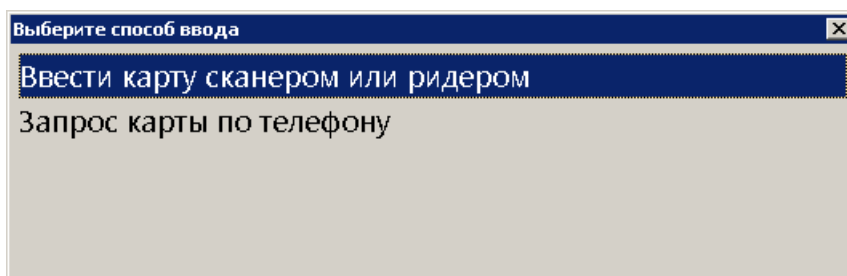 Выберите способ ввода
Ввести карту сканером или ридером
Запрос карты по телефону